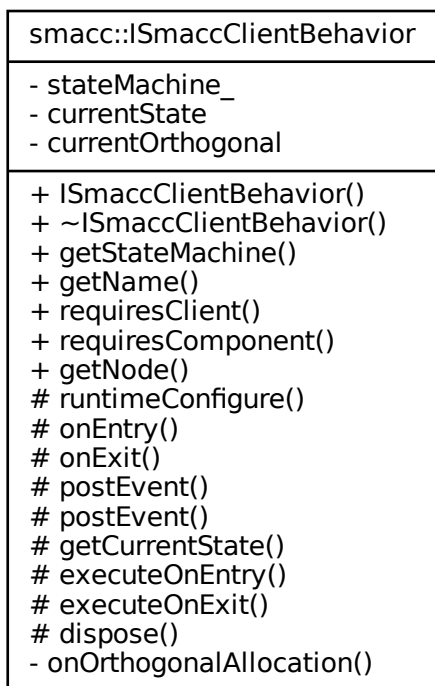 smacc::ISmaccClientBehavior
- stateMachine_
- currentState
- currentOrthogonal
+ ISmaccClientBehavior()
+ ~ISmaccClientBehavior()
+ getStateMachine()
+ getName()
+ requiresClient()
+ requiresComponent()
+ getNode()
# runtimeConfigure()
# onEntry()
# onExit()
# postEvent()
# postEvent()
# getCurrentState()
# executeOnEntry()
# executeOnExit()
# dispose()
- onOrthogonalAllocation()